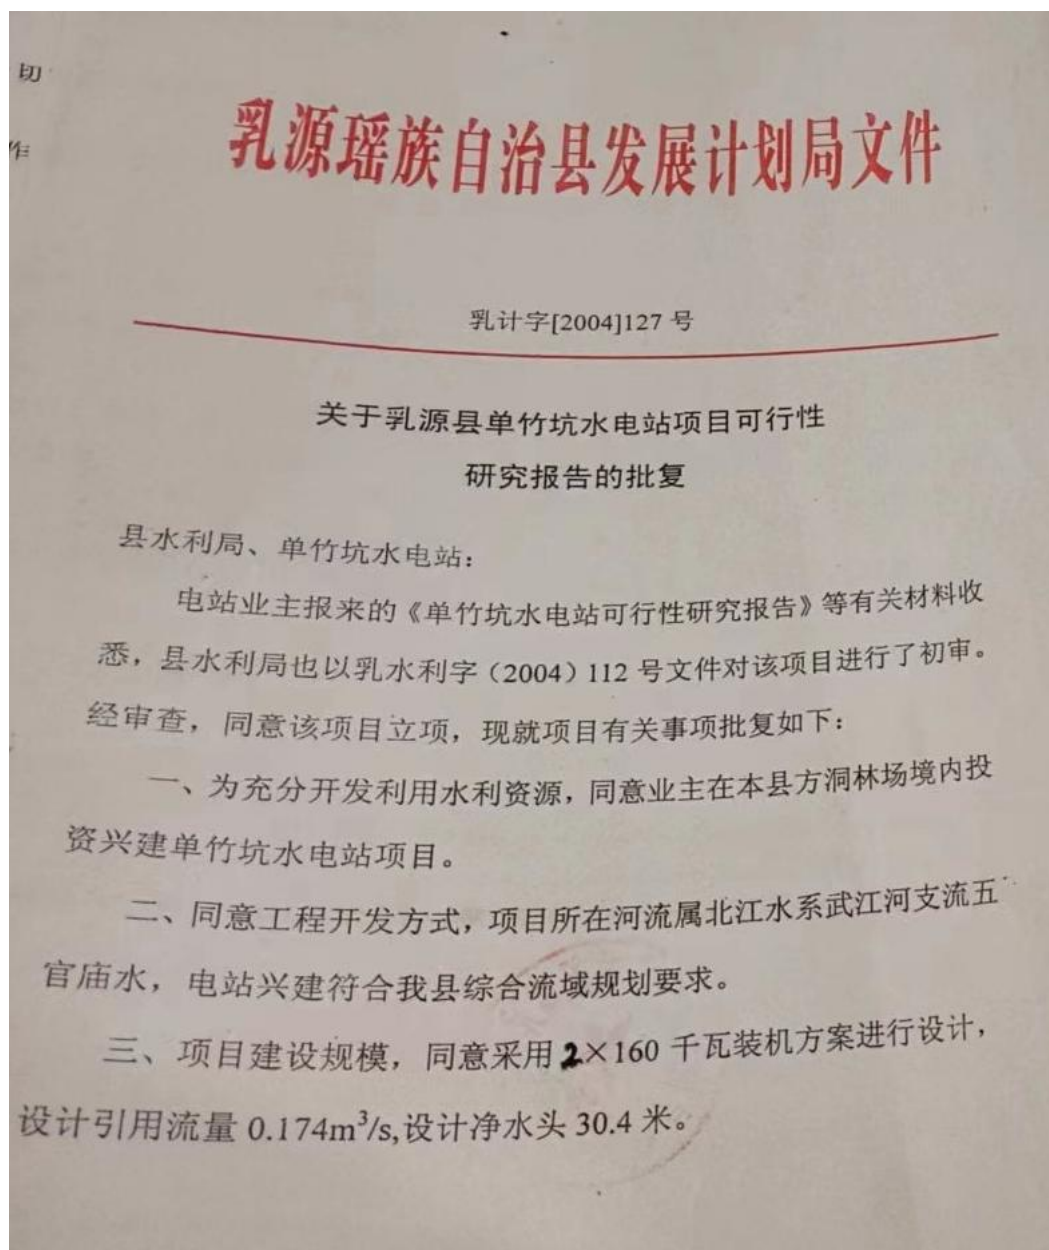 切
作
乳源瑶族自治县发展计划局文件
乳计字[2004]127 号
关于乳源县单竹坑水电站项目可行性
研究报告的批复
县水利局、单竹坑水电站：
电站业主报来的《单竹坑水电站可行性研究报告》等有关材料收
悉，县水利局也以乳水利字（2004）112 号文件对该项目进行了初审。
经审查，同意该项目立项，现就项目有关事项批复如下：
一、为充分开发利用水利资源，同意业主在本县方洞林场境内投
资兴建单竹坑水电站项目。
二、同意工程开发方式，项目所在河流属北江水系武江河支流五
官庙水，电站兴建符合我县综合流域规划要求。
三、项目建设规模，同意采用 2×160 千瓦装机方案进行设计，
设计引用流量 0.174m³/s,设计净水头 30.4 米。